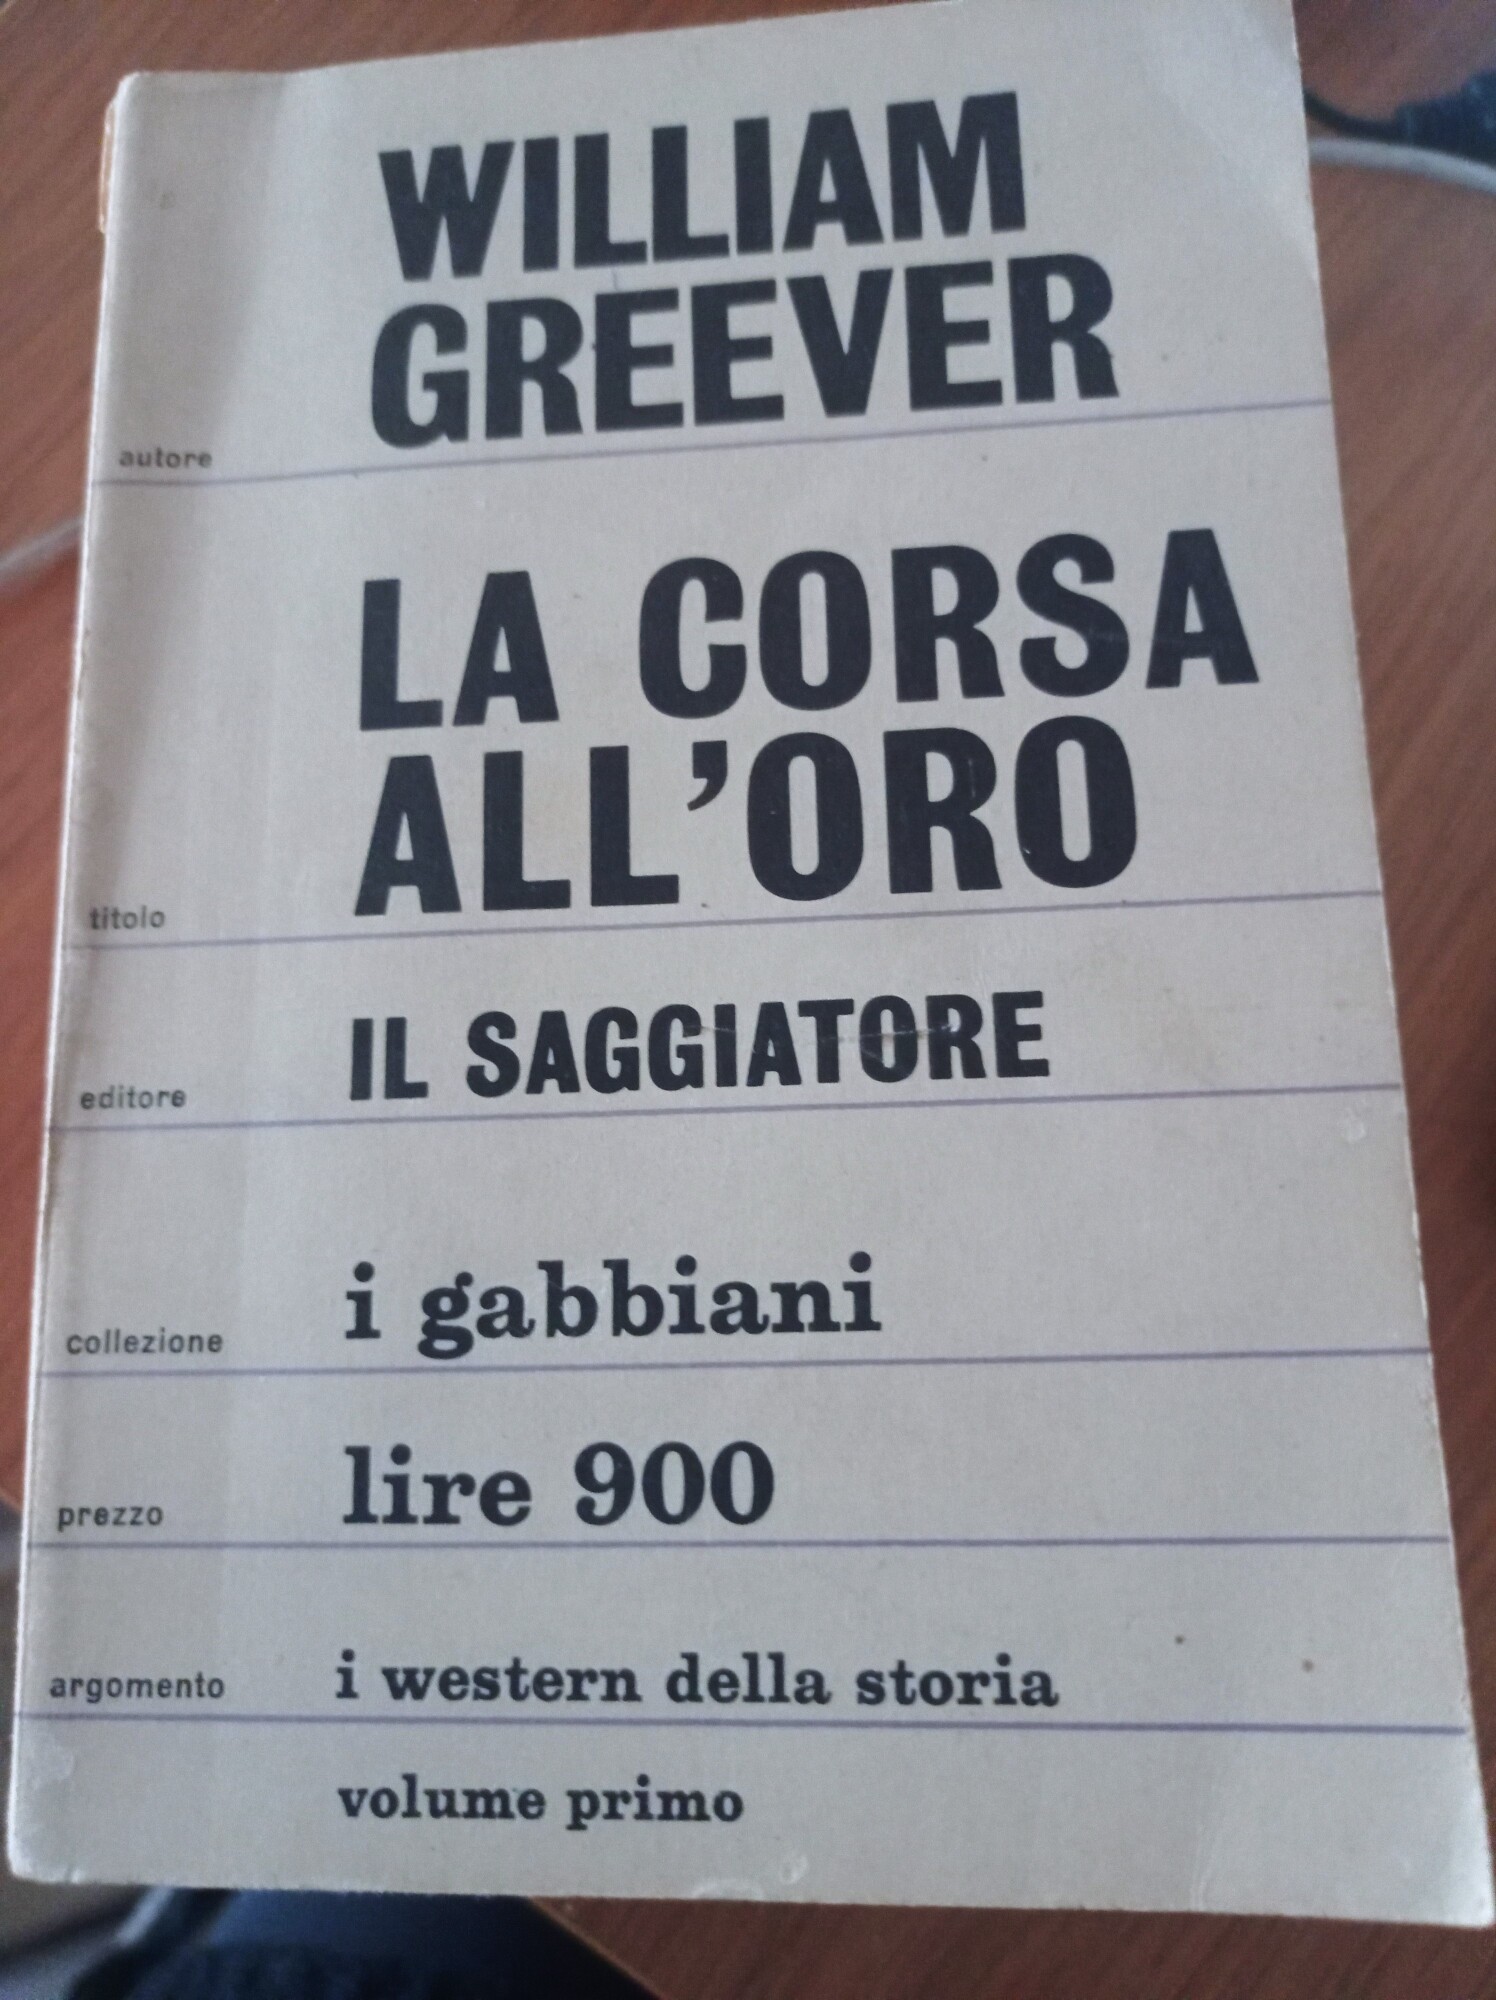 WILLIAM
GREEVER
autore
LA CORSA
ALL'ORO
titolo
IL SAGGIATORE
editore
i gabbiani
collezione
lire 900
prezzo
i western della storia
argomento
volume primo